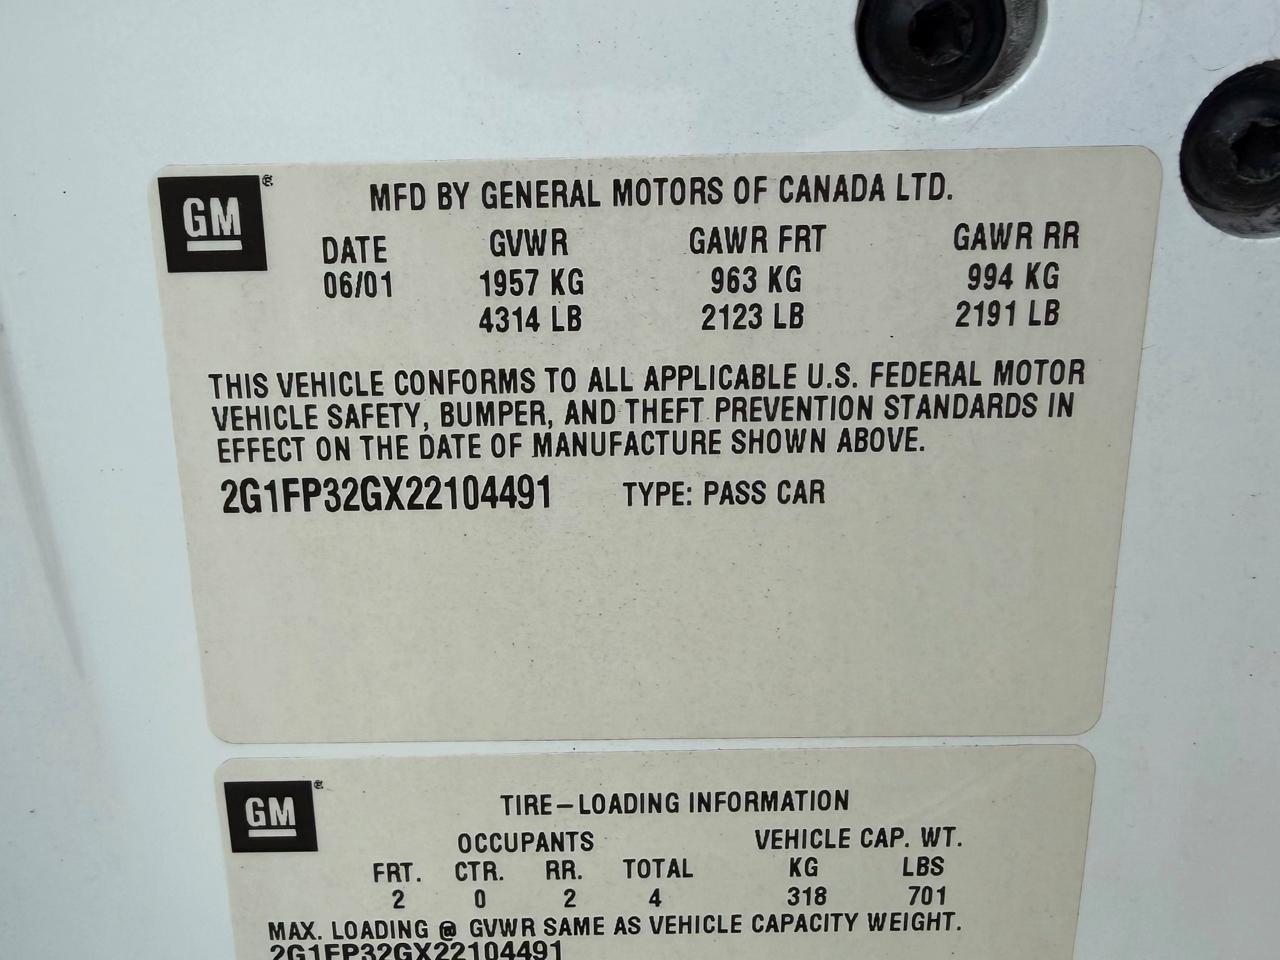 GM ®
MFD BY GENERAL MOTORS OF CANADA LTD.
DATE GVWR GAWR FRT GAWR RR
06/01 1957 KG 963 KG 994 KG
4314 LB 2123 LB 2191 LB
THIS VEHICLE CONFORMS TO ALL APPLICABLE U.S. FEDERAL MOTOR
VEHICLE SAFETY, BUMPER, AND THEFT PREVENTION STANDARDS IN
EFFECT ON THE DATE OF MANUFACTURE SHOWN ABOVE.
2G1FP32GX22104491 TYPE: PASS CAR
GM ®
TIRE–LOADING INFORMATION
OCCUPANTS VEHICLE CAP. WT.
FRT. CTR. RR. TOTAL KG LBS
2 0 2 4 318 701
MAX. LOADING @ GVWR SAME AS VEHICLE CAPACITY WEIGHT.
2G1FP32GX22104491